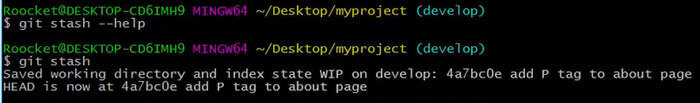 Roocket@DESKTOP-CD6IMH9 MINGW64 ~/Desktop/myproject (develop)
$ git stash --help
Roocket@DESKTOP-CD6IMH9 MINGW64 ~/Desktop/myproject (develop)
$ git stash
Saved working directory and index state WIP on develop: 4a7bc0e add P tag to about page
HEAD is now at 4a7bc0e add P tag to about page